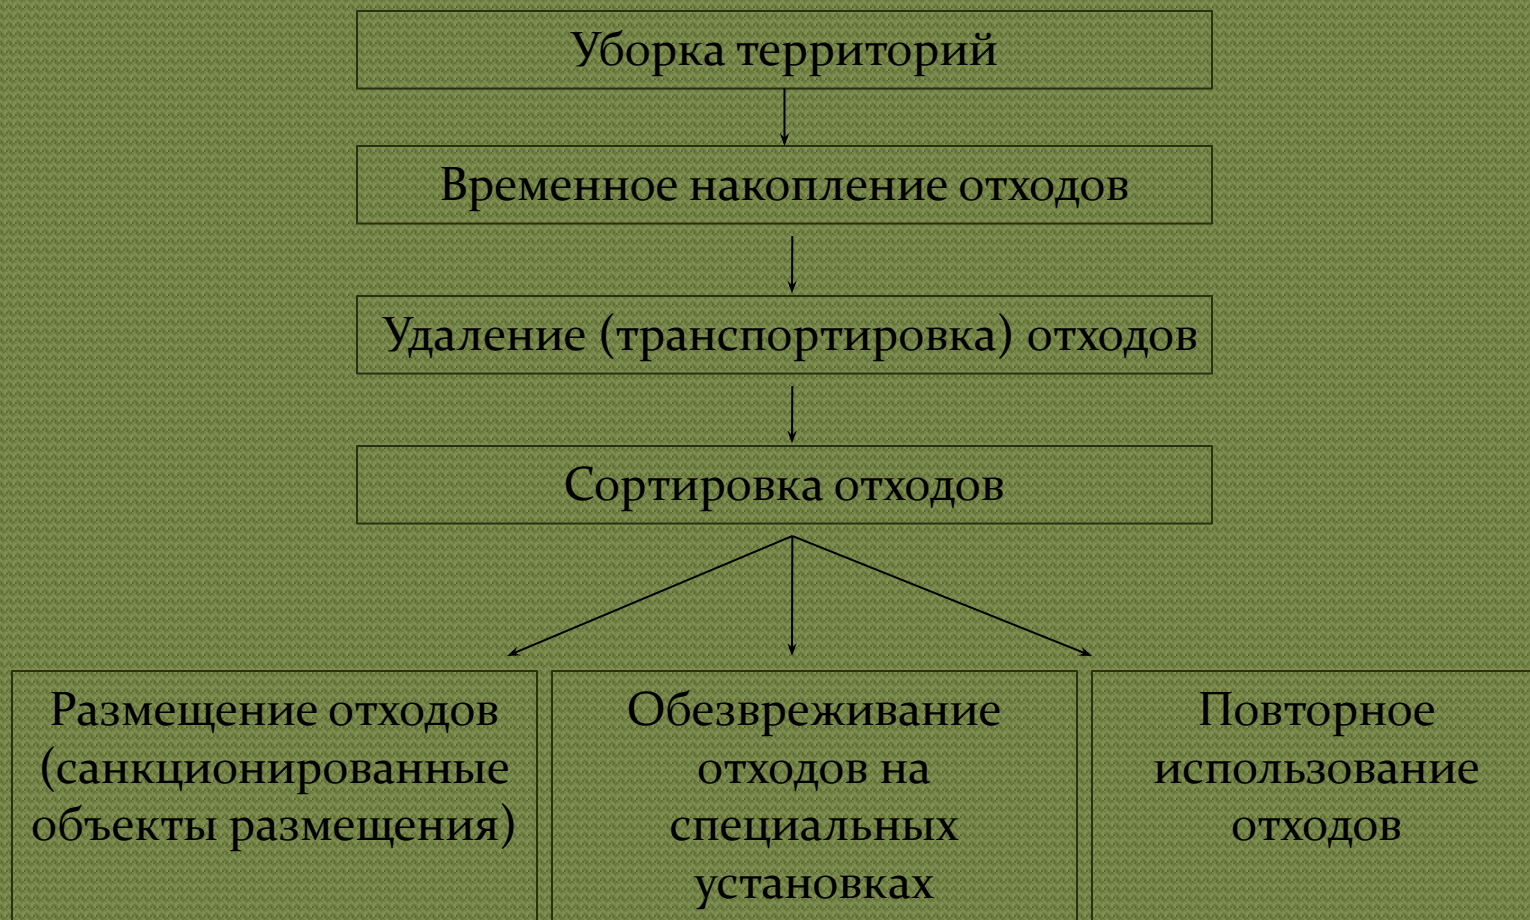 Уборка территорий
Временное накопление отходов
Удаление (транспортировка) отходов
Сортировка отходов
Размещение отходов
(санкционированные
объекты размещения)
Обезвреживание
отходов на
специальных
установках
Повторное
использование
отходов